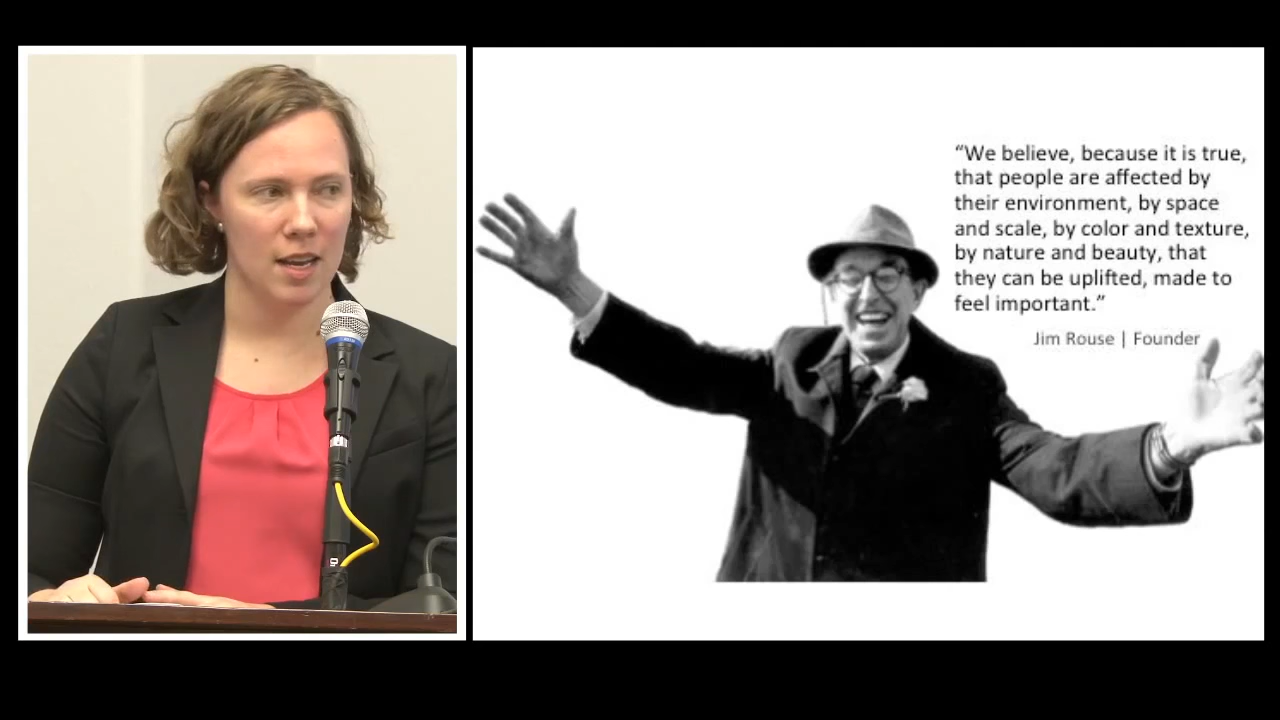 “We believe, because it is true,
that people are affected by
their environment, by space
and scale, by color and texture,
by nature and beauty, that
they can be uplifted, made to
feel important.”
Jim Rouse | Founder